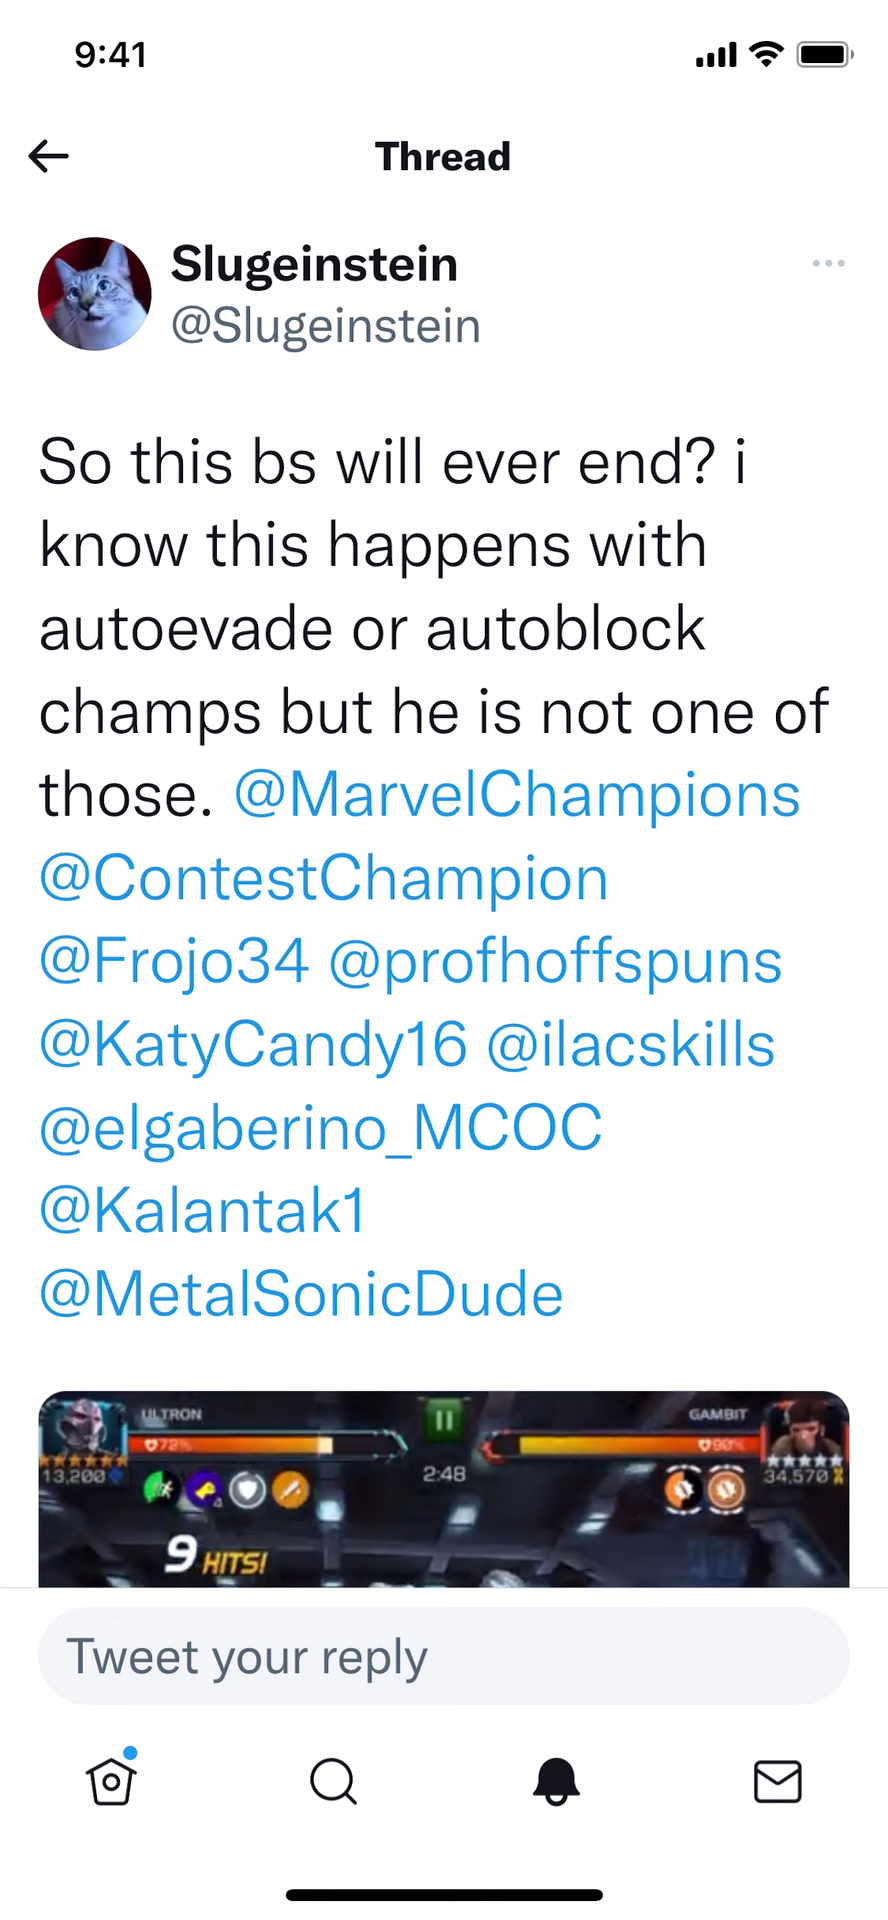 9:41
Thread
Slugeinstein
@Slugeinstein
So this bs will ever end? i
know this happens with
autoevade or autoblock
champs but he is not one of
those. @MarvelChampions
@ContestChampion
@Frojo34 @profhoffspuns
@KatyCandy16 @ilacskills
@elgaberino_MCOC
@Kalantak1
@MetalSonicDude
ULTRON
GAMBIT
72%
90%
13,200
2:48
34,570
9 HITS!
Tweet your reply